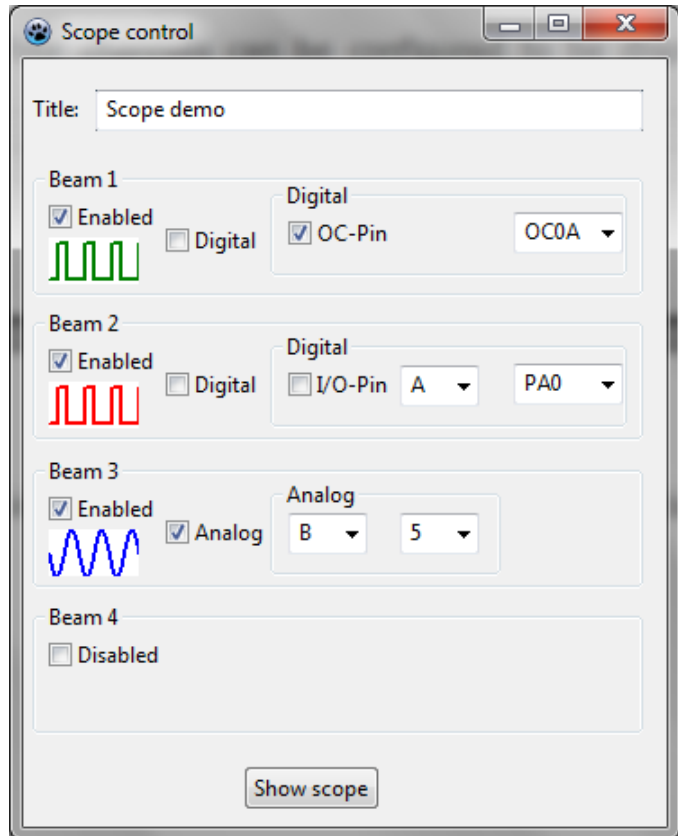 Scope control
Title: Scope demo
Beam 1
Enabled
Digital
Digital
OC-Pin
OC0A
Beam 2
Enabled
Digital
Digital
I/O-Pin
A
PA0
Beam 3
Enabled
Analog
Analog
B
5
Beam 4
Disabled
Show scope